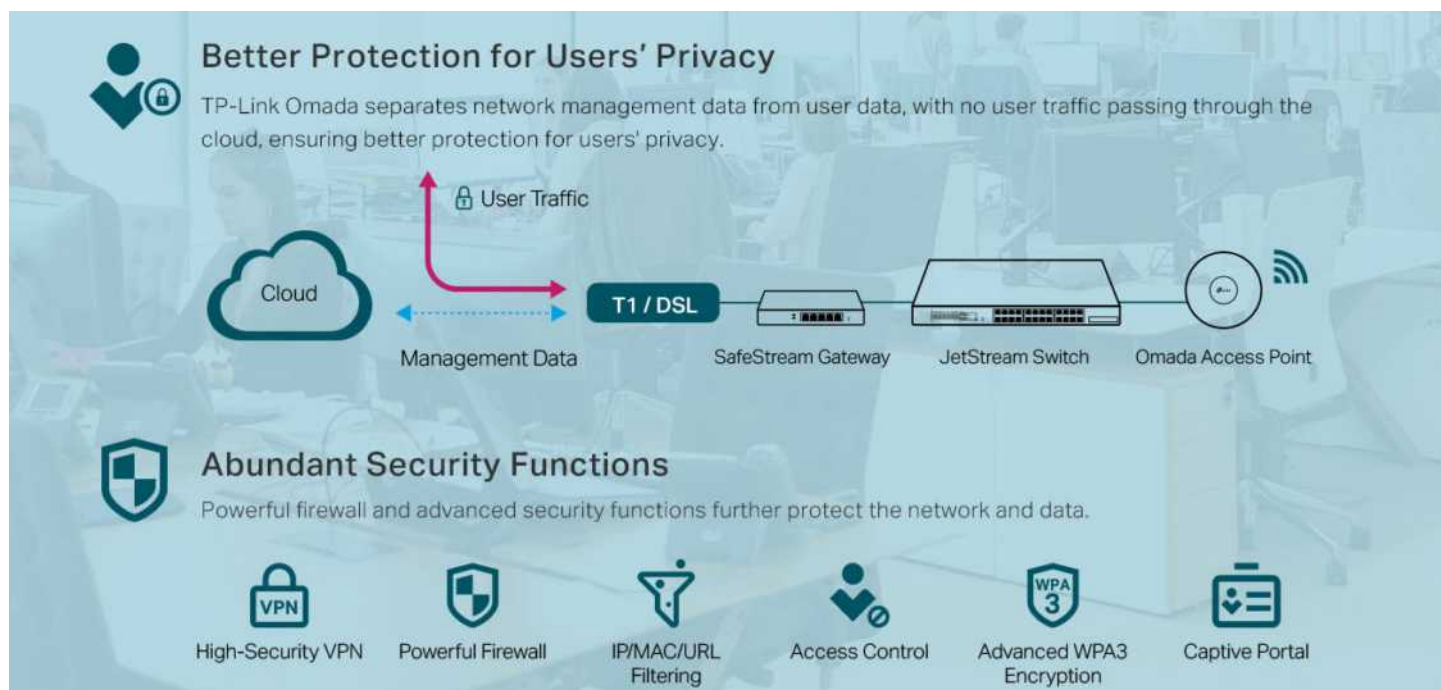 Better Protection for Users' Privacy
TP-Link Omada separates network management data from user data, with no user traffic passing through the
cloud, ensuring better protection for users' privacy.
User Traffic
Cloud
T1 / DSL
Management Data
SafeStream Gateway
JetStream Switch
Omada Access Point
Abundant Security Functions
Powerful firewall and advanced security functions further protect the network and data.
VPN
WPA
3
High-Security VPN
Powerful Firewall
IP/MAC/URL
Filtering
Access Control
Advanced WPA3
Encryption
Captive Portal